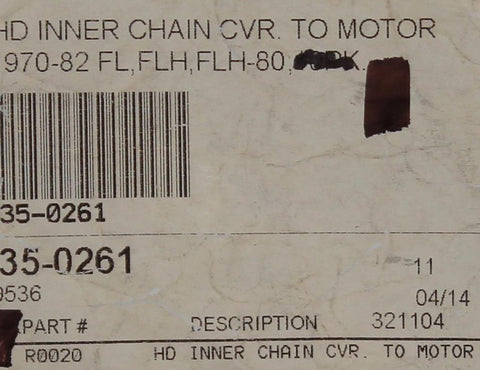 HD INNER CHAIN CVR. TO MOTOR
970-82 FL,FLH,FLH-80,
35-0261
35-0261
11
9536
04/14
PART # DESCRIPTION 321104
R0020 HD INNER CHAIN CVR. TO MOTOR